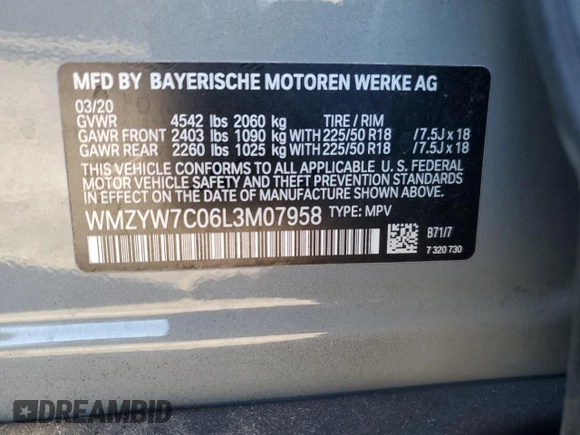 MFD BY BAYERISCHE MOTOREN WERKE AG
03/20
GVWR 4542 lbs 2060 kg TIRE / RIM
GAWR FRONT 2403 lbs 1090 kg WITH 225/50 R18 / 7.5J x 18
GAWR REAR 2260 lbs 1025 kg WITH 225/50 R18 / 7.5J x 18
THIS VEHICLE CONFORMS TO ALL APPLICABLE U. S. FEDERAL
MOTOR VEHICLE SAFETY AND THEFT PREVENTION STANDARDS
IN EFFECT ON THE DATE OF MANUFACTURE SHOWN ABOVE.
WMZYW7C06L3M07958 TYPE: MPV
B71/7
7 320 730
DREAMBID